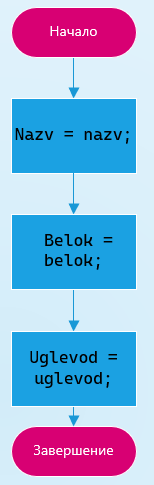 Начало
Nazv = nazv;
Belok =
belok;
Uglevod =
uglevod;
Завершение